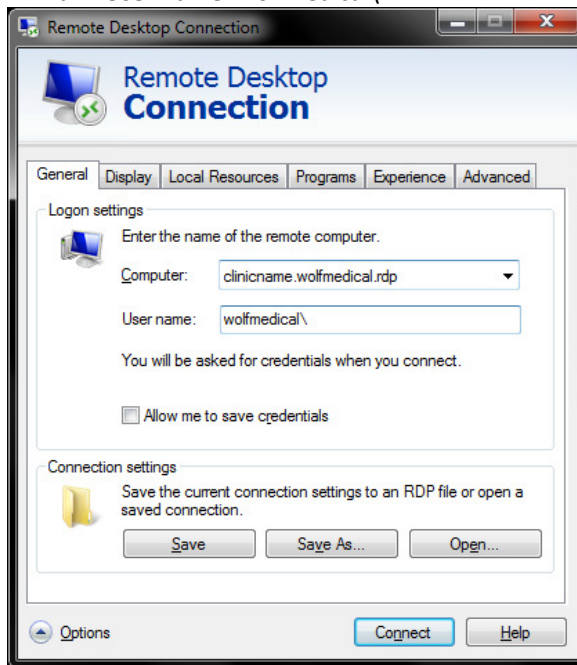 Remote Desktop Connection
Remote Desktop
Connection
General Display Local Resources Programs Experience Advanced
Logon settings
Enter the name of the remote computer.
Computer: clinicname.wolfmedical.rdp
User name: wolfmedical\
You will be asked for credentials when you connect.
Allow me to save credentials
Connection settings
Save the current connection settings to an RDP file or open a
saved connection.
Save Save As... Open...
Options Connect Help